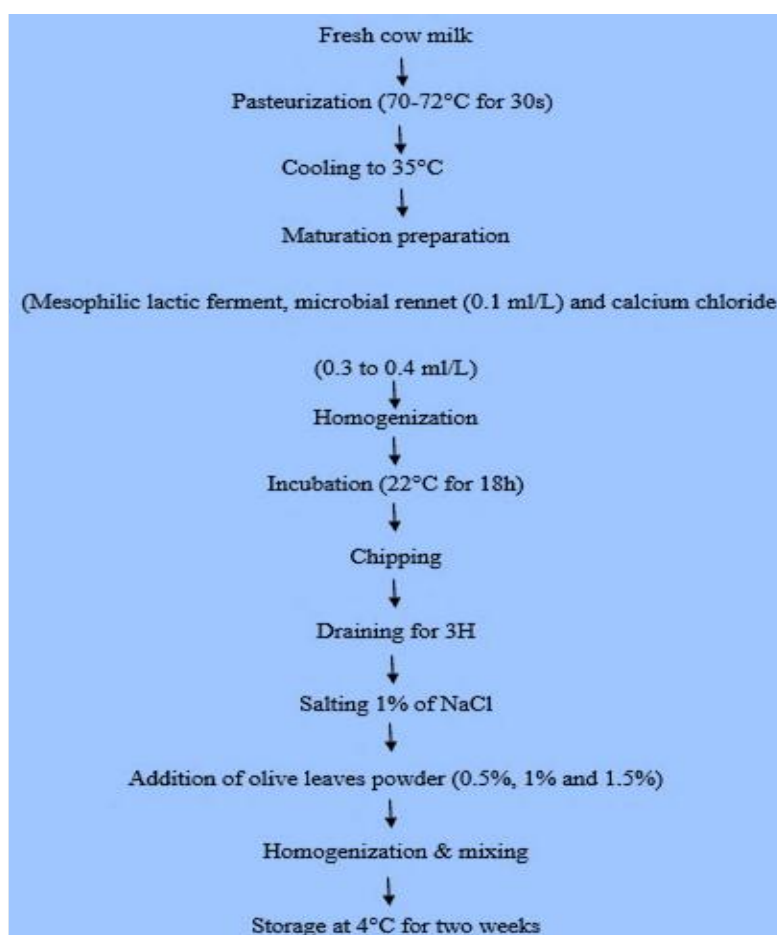 Fresh cow milk
Pasteurization (70-72°C for 30s)
Cooling to 35°C
Maturation preparation
(Mesophilic lactic ferment, microbial rennet (0.1 ml/L) and calcium chloride
(0.3 to 0.4 ml/L)
Homogenization
Incubation (22°C for 18h)
Chipping
Draining for 3H
Salting 1% of NaCl
Addition of olive leaves powder (0.5%, 1% and 1.5%)
Homogenization & mixing
Storage at 4°C for two weeks